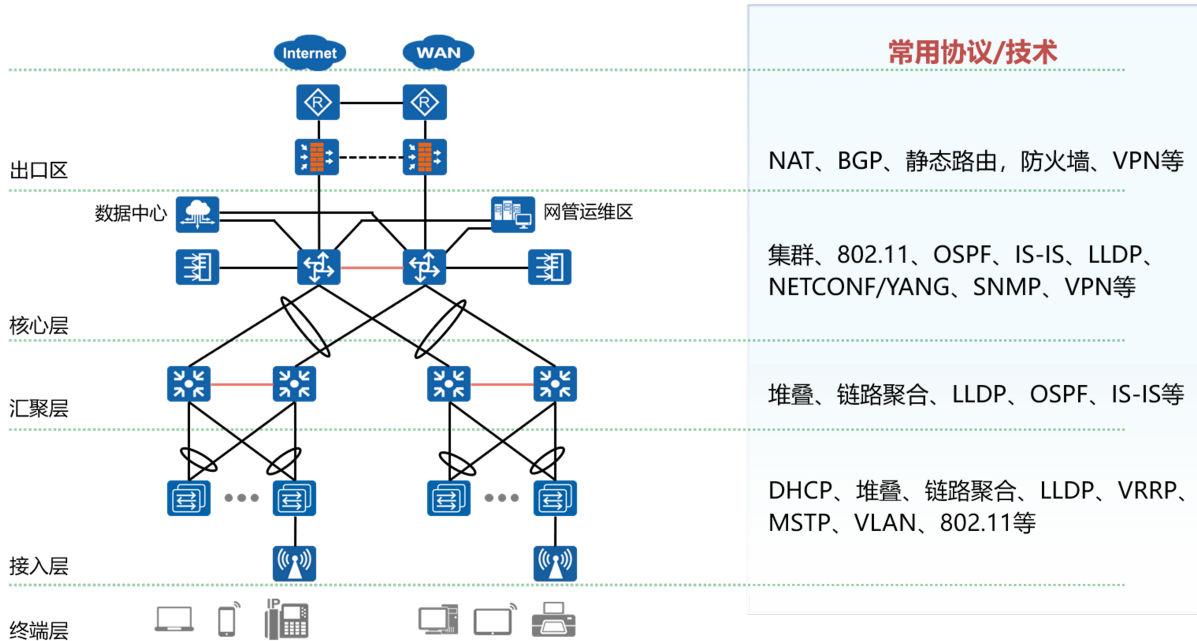 Internet
WAN
常用协议/技术
R
R
出口区
NAT、BGP、静态路由，防火墙、VPN等
数据中心
网管运维区
集群、802.11、OSPF、IS-IS、LLDP、
NETCONF/YANG、SNMP、VPN等
核心层
堆叠、链路聚合、LLDP、OSPF、IS-IS等
汇聚层
DHCP、堆叠、链路聚合、LLDP、VRRP、
MSTP、VLAN、802.11等
接入层
IP
终端层